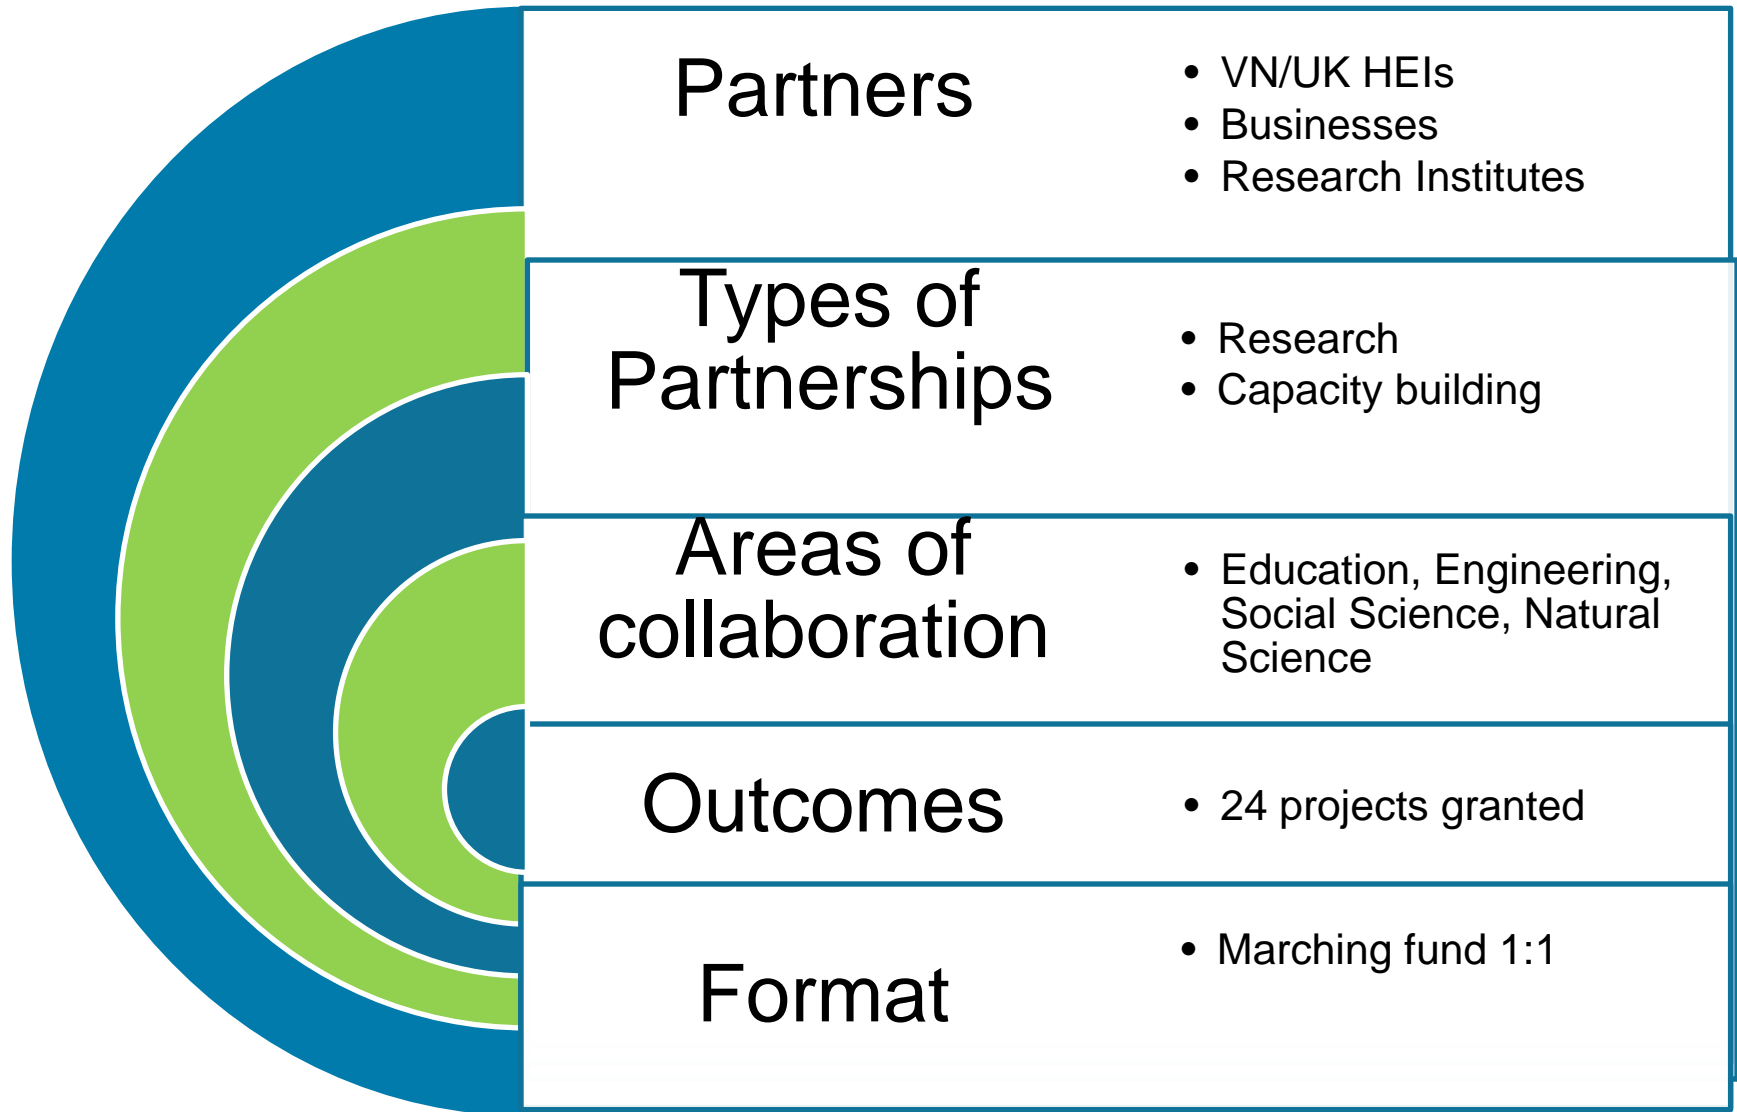 Partners
• VN/UK HEIs
• Businesses
• Research Institutes
Types of
Partnerships
• Research
• Capacity building
Areas of
collaboration
• Education, Engineering,
Social Science, Natural
Science
Outcomes
• 24 projects granted
Format
• Marching fund 1:1